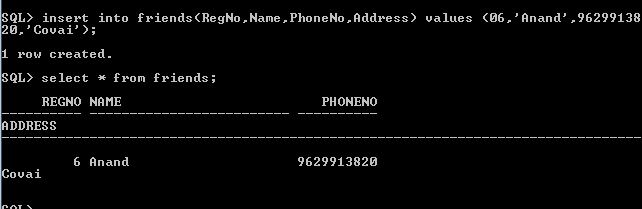 SQL> insert into friends(RegNo,Name,PhoneNo,Address) values (06,'Anand',96299138
20,'Covai');
1 row created.
SQL> select * from friends;
REGNO NAME PHONENO
---------- ------------------------- ----------
ADDRESS
--------------------------------------------------------------------------------
6 Anand 9629913820
Covai
SQL>